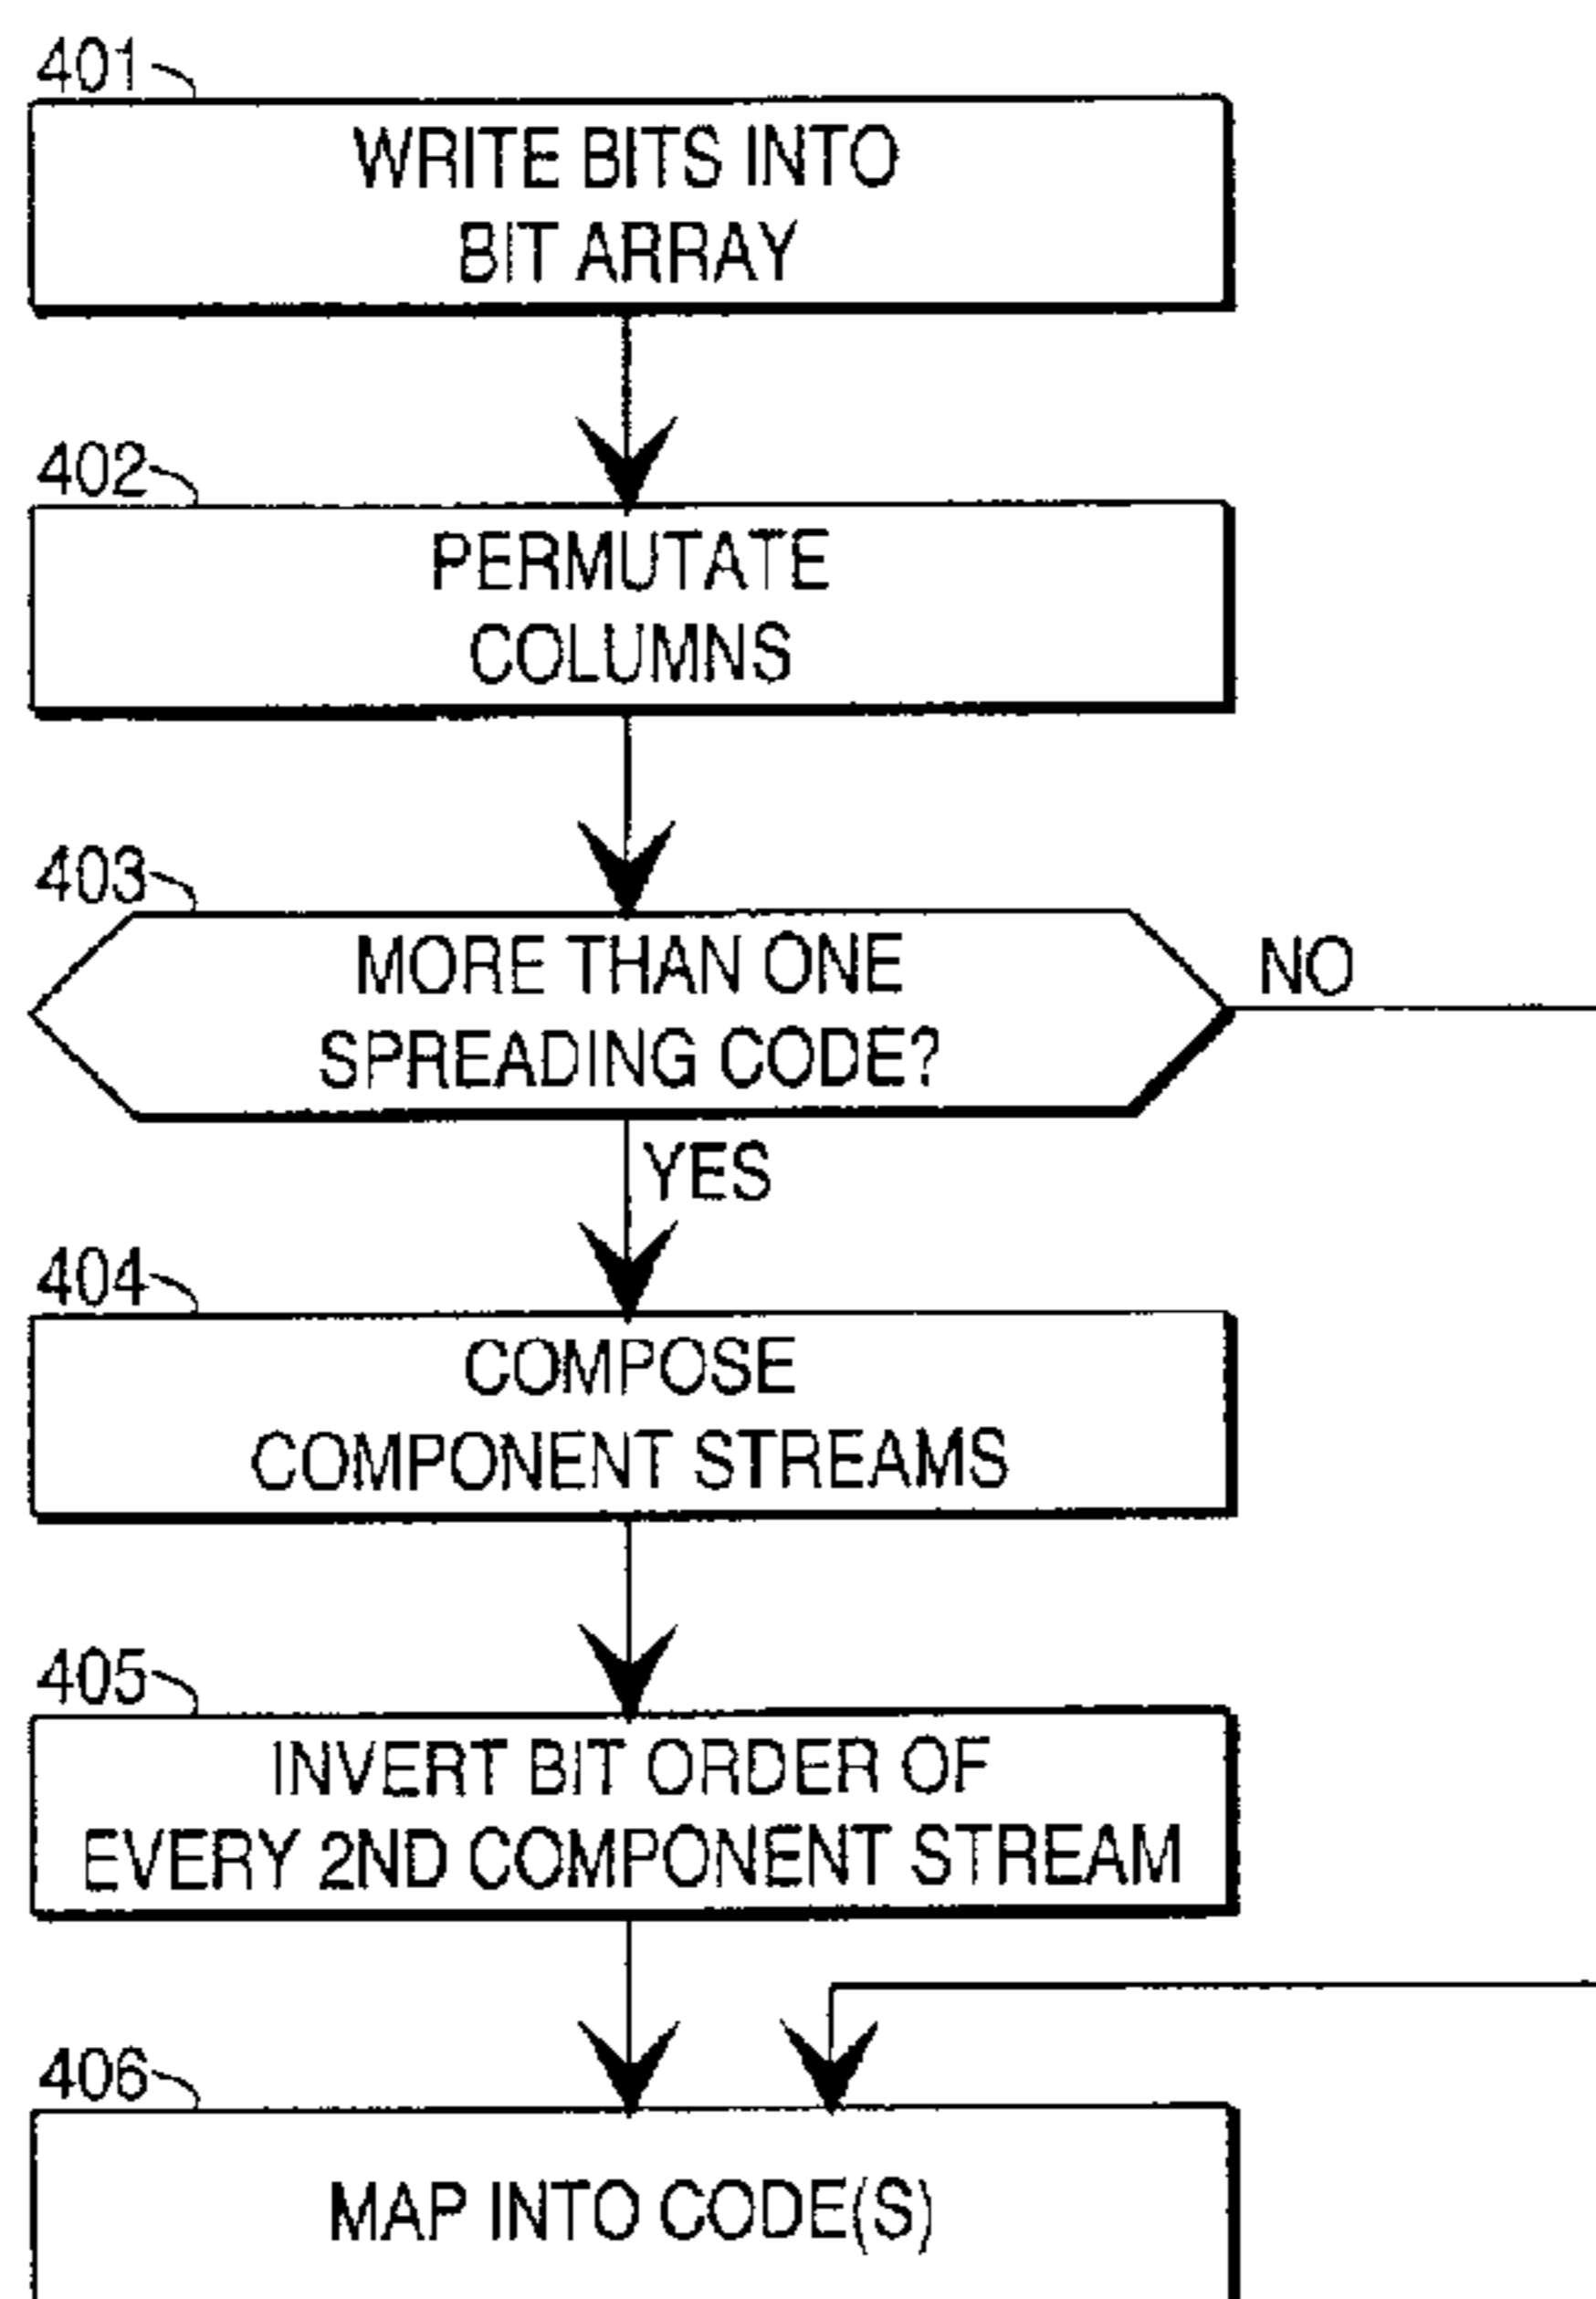 401
WRITE BITS INTO
BIT ARRAY
402
PERMUTATE
COLUMNS
403
MORE THAN ONE
SPREADING CODE?
NO
YES
404
COMPOSE
COMPONENT STREAMS
405
INVERT BIT ORDER OF
EVERY 2ND COMPONENT STREAM
406
MAP INTO CODE(S)